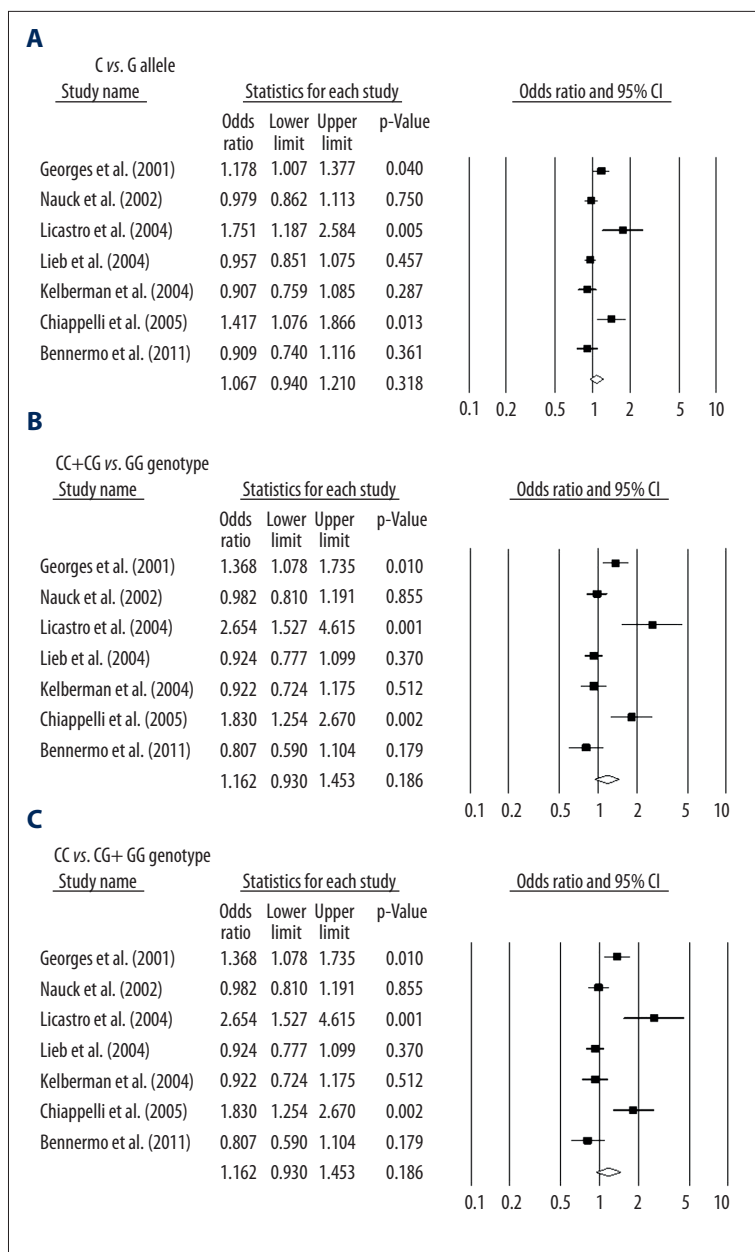 A
C vs. G allele
Study name Statistics for each study Odds ratio and 95% CI
Odds Lower Upper p-Value
ratio limit limit
Georges et al. (2001) 1.178 1.007 1.377 0.040
Nauck et al. (2002) 0.979 0.862 1.113 0.750
Licastro et al. (2004) 1.751 1.187 2.584 0.005
Lieb et al. (2004) 0.957 0.851 1.075 0.457
Kelberman et al. (2004) 0.907 0.759 1.085 0.287
Chiappelli et al. (2005) 1.417 1.076 1.866 0.013
Bennermo et al. (2011) 0.909 0.740 1.116 0.361
1.067 0.940 1.210 0.318
0.1 0.2 0.5 1 2 5 10
B
CC+CG vs. GG genotype
Study name Statistics for each study Odds ratio and 95% CI
Odds Lower Upper p-Value
ratio limit limit
Georges et al. (2001) 1.368 1.078 1.735 0.010
Nauck et al. (2002) 0.982 0.810 1.191 0.855
Licastro et al. (2004) 2.654 1.527 4.615 0.001
Lieb et al. (2004) 0.924 0.777 1.099 0.370
Kelberman et al. (2004) 0.922 0.724 1.175 0.512
Chiappelli et al. (2005) 1.830 1.254 2.670 0.002
Bennermo et al. (2011) 0.807 0.590 1.104 0.179
1.162 0.930 1.453 0.186
0.1 0.2 0.5 1 2 5 10
C
CC vs. CG+ GG genotype
Study name Statistics for each study Odds ratio and 95% CI
Odds Lower Upper p-Value
ratio limit limit
Georges et al. (2001) 1.368 1.078 1.735 0.010
Nauck et al. (2002) 0.982 0.810 1.191 0.855
Licastro et al. (2004) 2.654 1.527 4.615 0.001
Lieb et al. (2004) 0.924 0.777 1.099 0.370
Kelberman et al. (2004) 0.922 0.724 1.175 0.512
Chiappelli et al. (2005) 1.830 1.254 2.670 0.002
Bennermo et al. (2011) 0.807 0.590 1.104 0.179
1.162 0.930 1.453 0.186
0.1 0.2 0.5 1 2 5 10